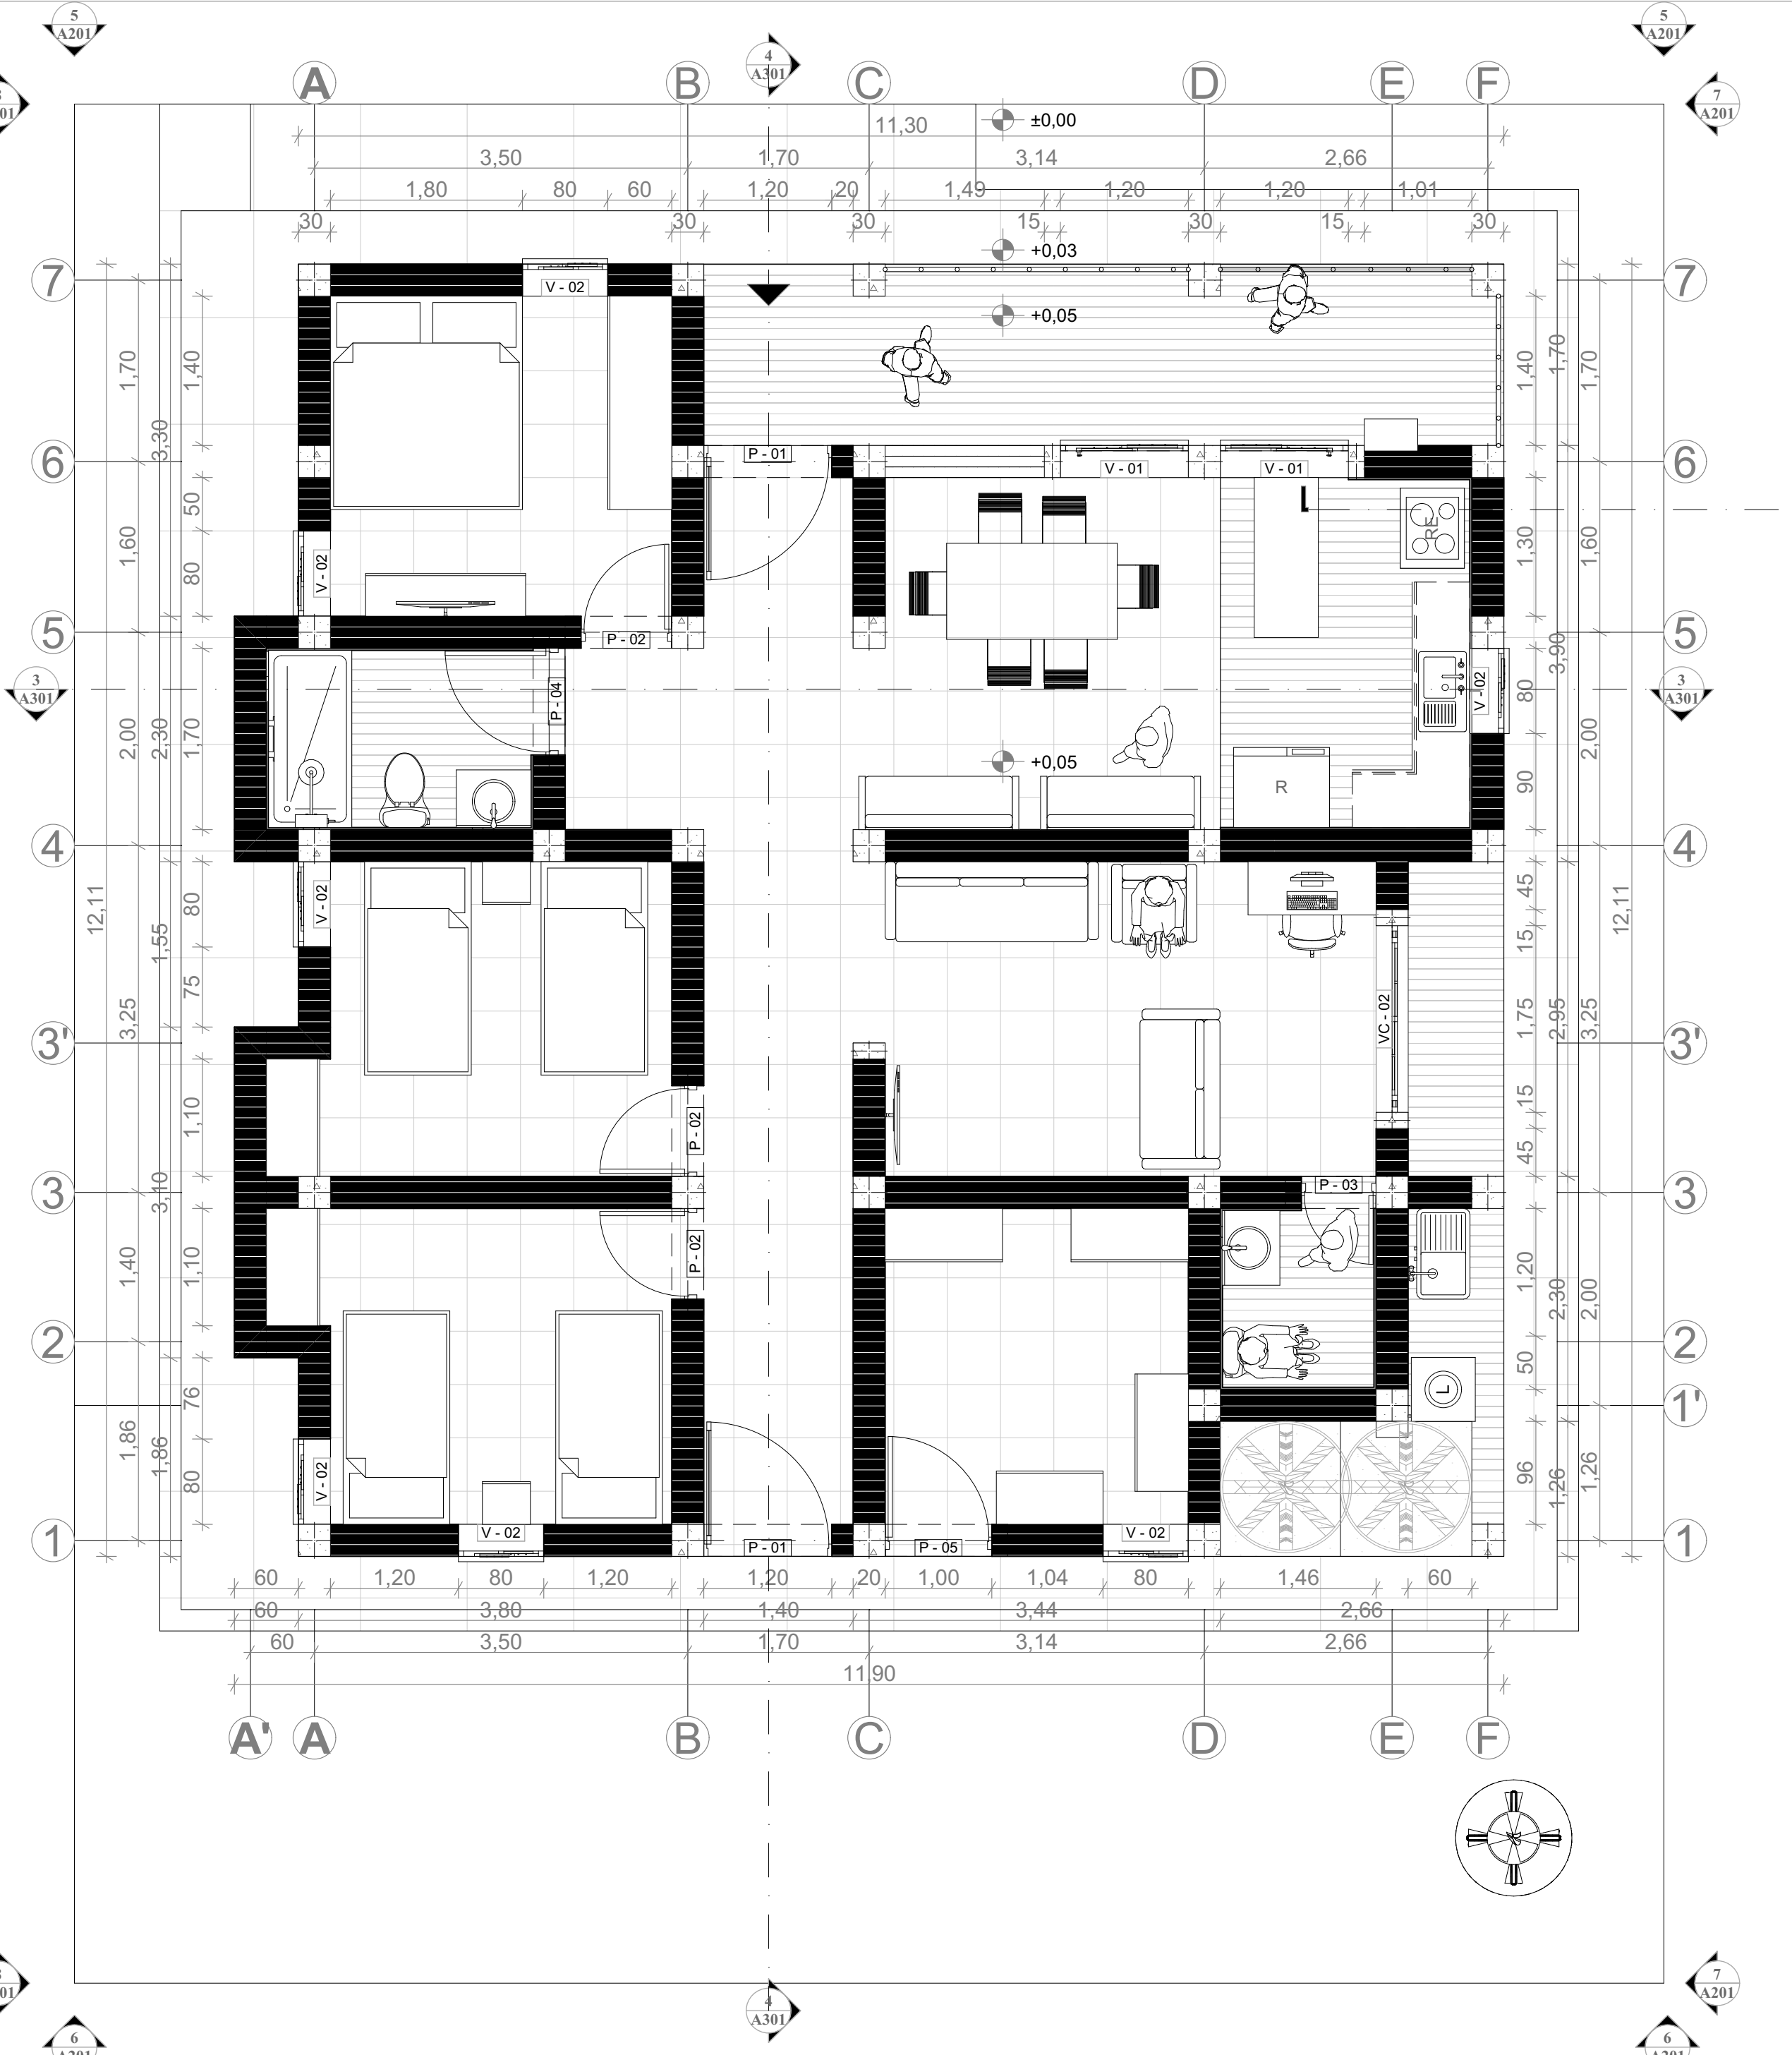 5
A201
5
A201
4
A301
7
A201
01
A
B
C
D
E
F
±0,00
11,30
3,50
1,70
3,14
2,66
1,80
80
60
1,20
20
1,49
1,20
1,20
1,01
30
30
30
15
30
15
30
+0,03
7
V - 02
+0,05
7
1,70
1,40
3,30
1,40
1,70
1,70
6
P - 01
V - 01
V - 01
6
50
1,60
80
V - 02
RE
1,30
1,60
5
P - 02
5
3,90
3
A301
P - 04
V - 02
80
3
A301
2,00
2,30
1,70
+0,05
R
90
2,00
4
4
12,11
80
V - 02
45
12,11
1,55
15
75
3,25
VC - 02
1,75
2,95
3,25
3'
3'
1,10
P - 02
15
45
3
3,10
P - 03
3
1,40
1,10
P - 02
1,20
2,30
2,00
2
2
76
50
L
1'
1,86
1,86
80
V - 02
96
1,26
1,26
1
V - 02
P - 01
P - 05
V - 02
1
60
1,20
80
1,20
1,20
20
1,00
1,04
80
1,46
60
60
3,80
1,40
3,44
2,66
60
3,50
1,70
3,14
2,66
11,90
A'
A
B
C
D
E
F
7
A201
01
4
A301
6
A201
6
A201